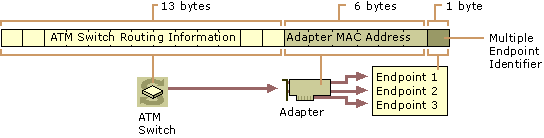 13 bytes
6 bytes
1 byte
ATM Switch Routing Information
Adapter MAC Address
Multiple
Endpoint
Identifier
Endpoint 1
Endpoint 2
Endpoint 3
ATM
Switch
Adapter